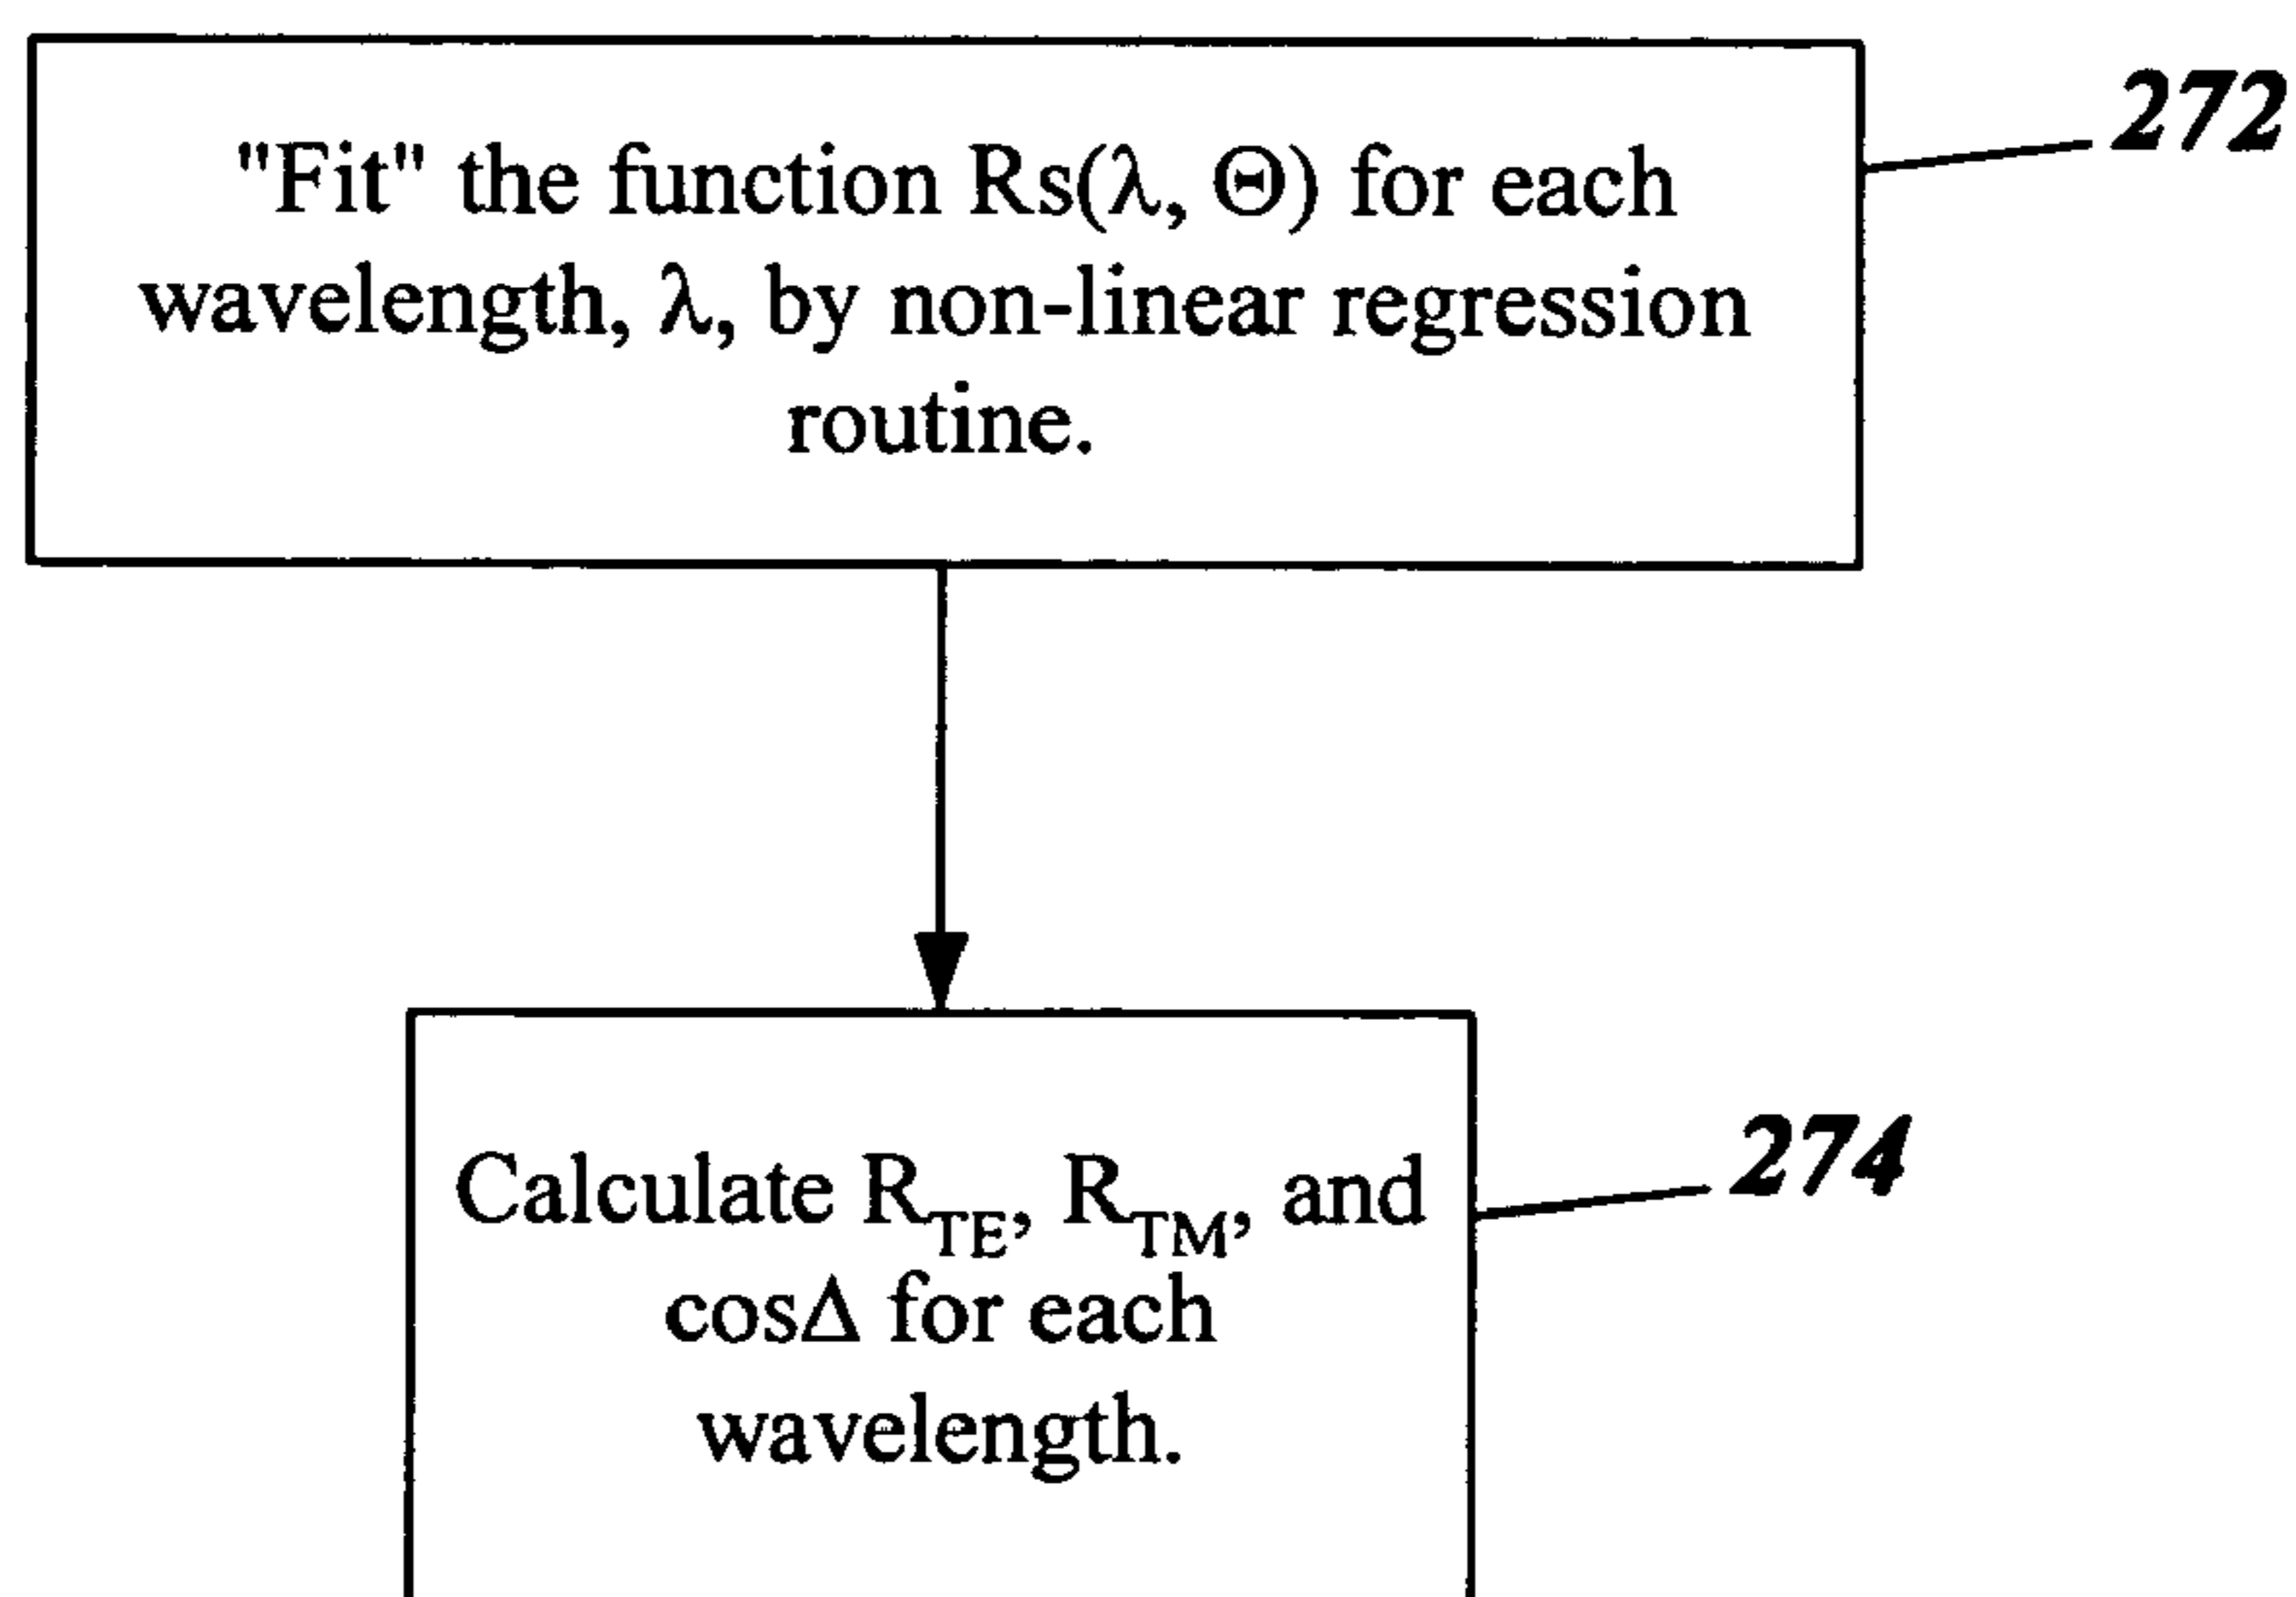 "Fit" the function Rs(λ, Θ) for each
wavelength, λ, by non-linear regression
routine.
272
Calculate R_TE, R_TM, and
cosΔ for each
wavelength.
274